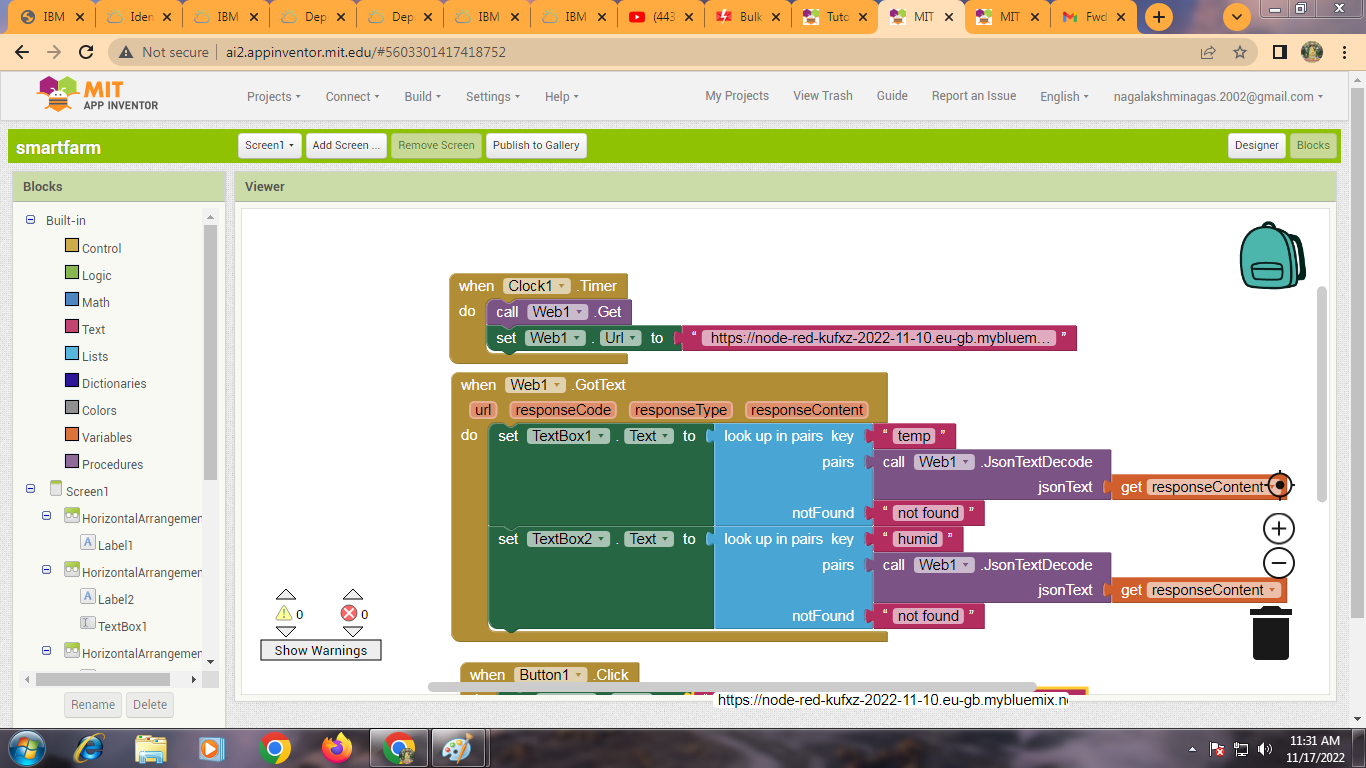 IBM
Iden
IBM
Dep
Dep
IBM
IBM
(443
Bulk
Tuto
MIT
MIT
Fwd
Not secure | ai2.appinventor.mit.edu/#5603301417418752
MIT
APP INVENTOR
Projects
Connect
Build
Settings
Help
My Projects
View Trash
Guide
Report an Issue
English
nagalakshminagas.2002@gmail.com
smartfarm
Screen1
Add Screen ...
Remove Screen
Publish to Gallery
Designer
Blocks
Blocks
Viewer
Built-in
Control
Logic
Math
Text
Lists
Dictionaries
Colors
Variables
Procedures
Screen1
HorizontalArrangemen
Label1
HorizontalArrangemen
Label2
TextBox1
HorizontalArrangemen
Rename
Delete
when Clock1 .Timer
do call Web1 .Get
set Web1 . Url to “ https://node-red-kufxz-2022-11-10.eu-gb.mybluem... ”
when Web1 .GotText
url responseCode responseType responseContent
do set TextBox1 . Text to look up in pairs key “ temp ”
pairs call Web1 .JsonTextDecode
jsonText get responseContent
notFound “ not found ”
set TextBox2 . Text to look up in pairs key “ humid ”
pairs call Web1 .JsonTextDecode
jsonText get responseContent
notFound “ not found ”
0 0
Show Warnings
when Button1 .Click
https://node-red-kufxz-2022-11-10.eu-gb.mybluemix.n
11:31 AM
11/17/2022